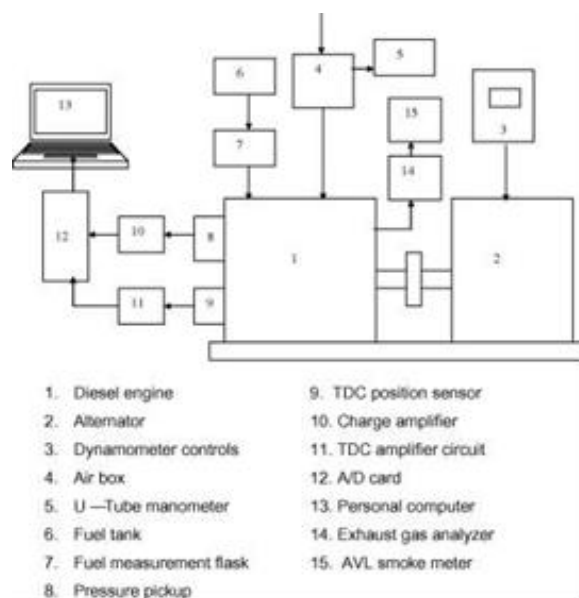 13
6
4
5
15
3
7
14
12
10
8
1
2
11
9
1. Diesel engine
2. Alternator
3. Dynamometer controls
4. Air box
5. U —Tube manometer
6. Fuel tank
7. Fuel measurement flask
8. Pressure pickup
9. TDC position sensor
10. Charge amplifier
11. TDC amplifier circuit
12. A/D card
13. Personal computer
14. Exhaust gas analyzer
15. AVL smoke meter